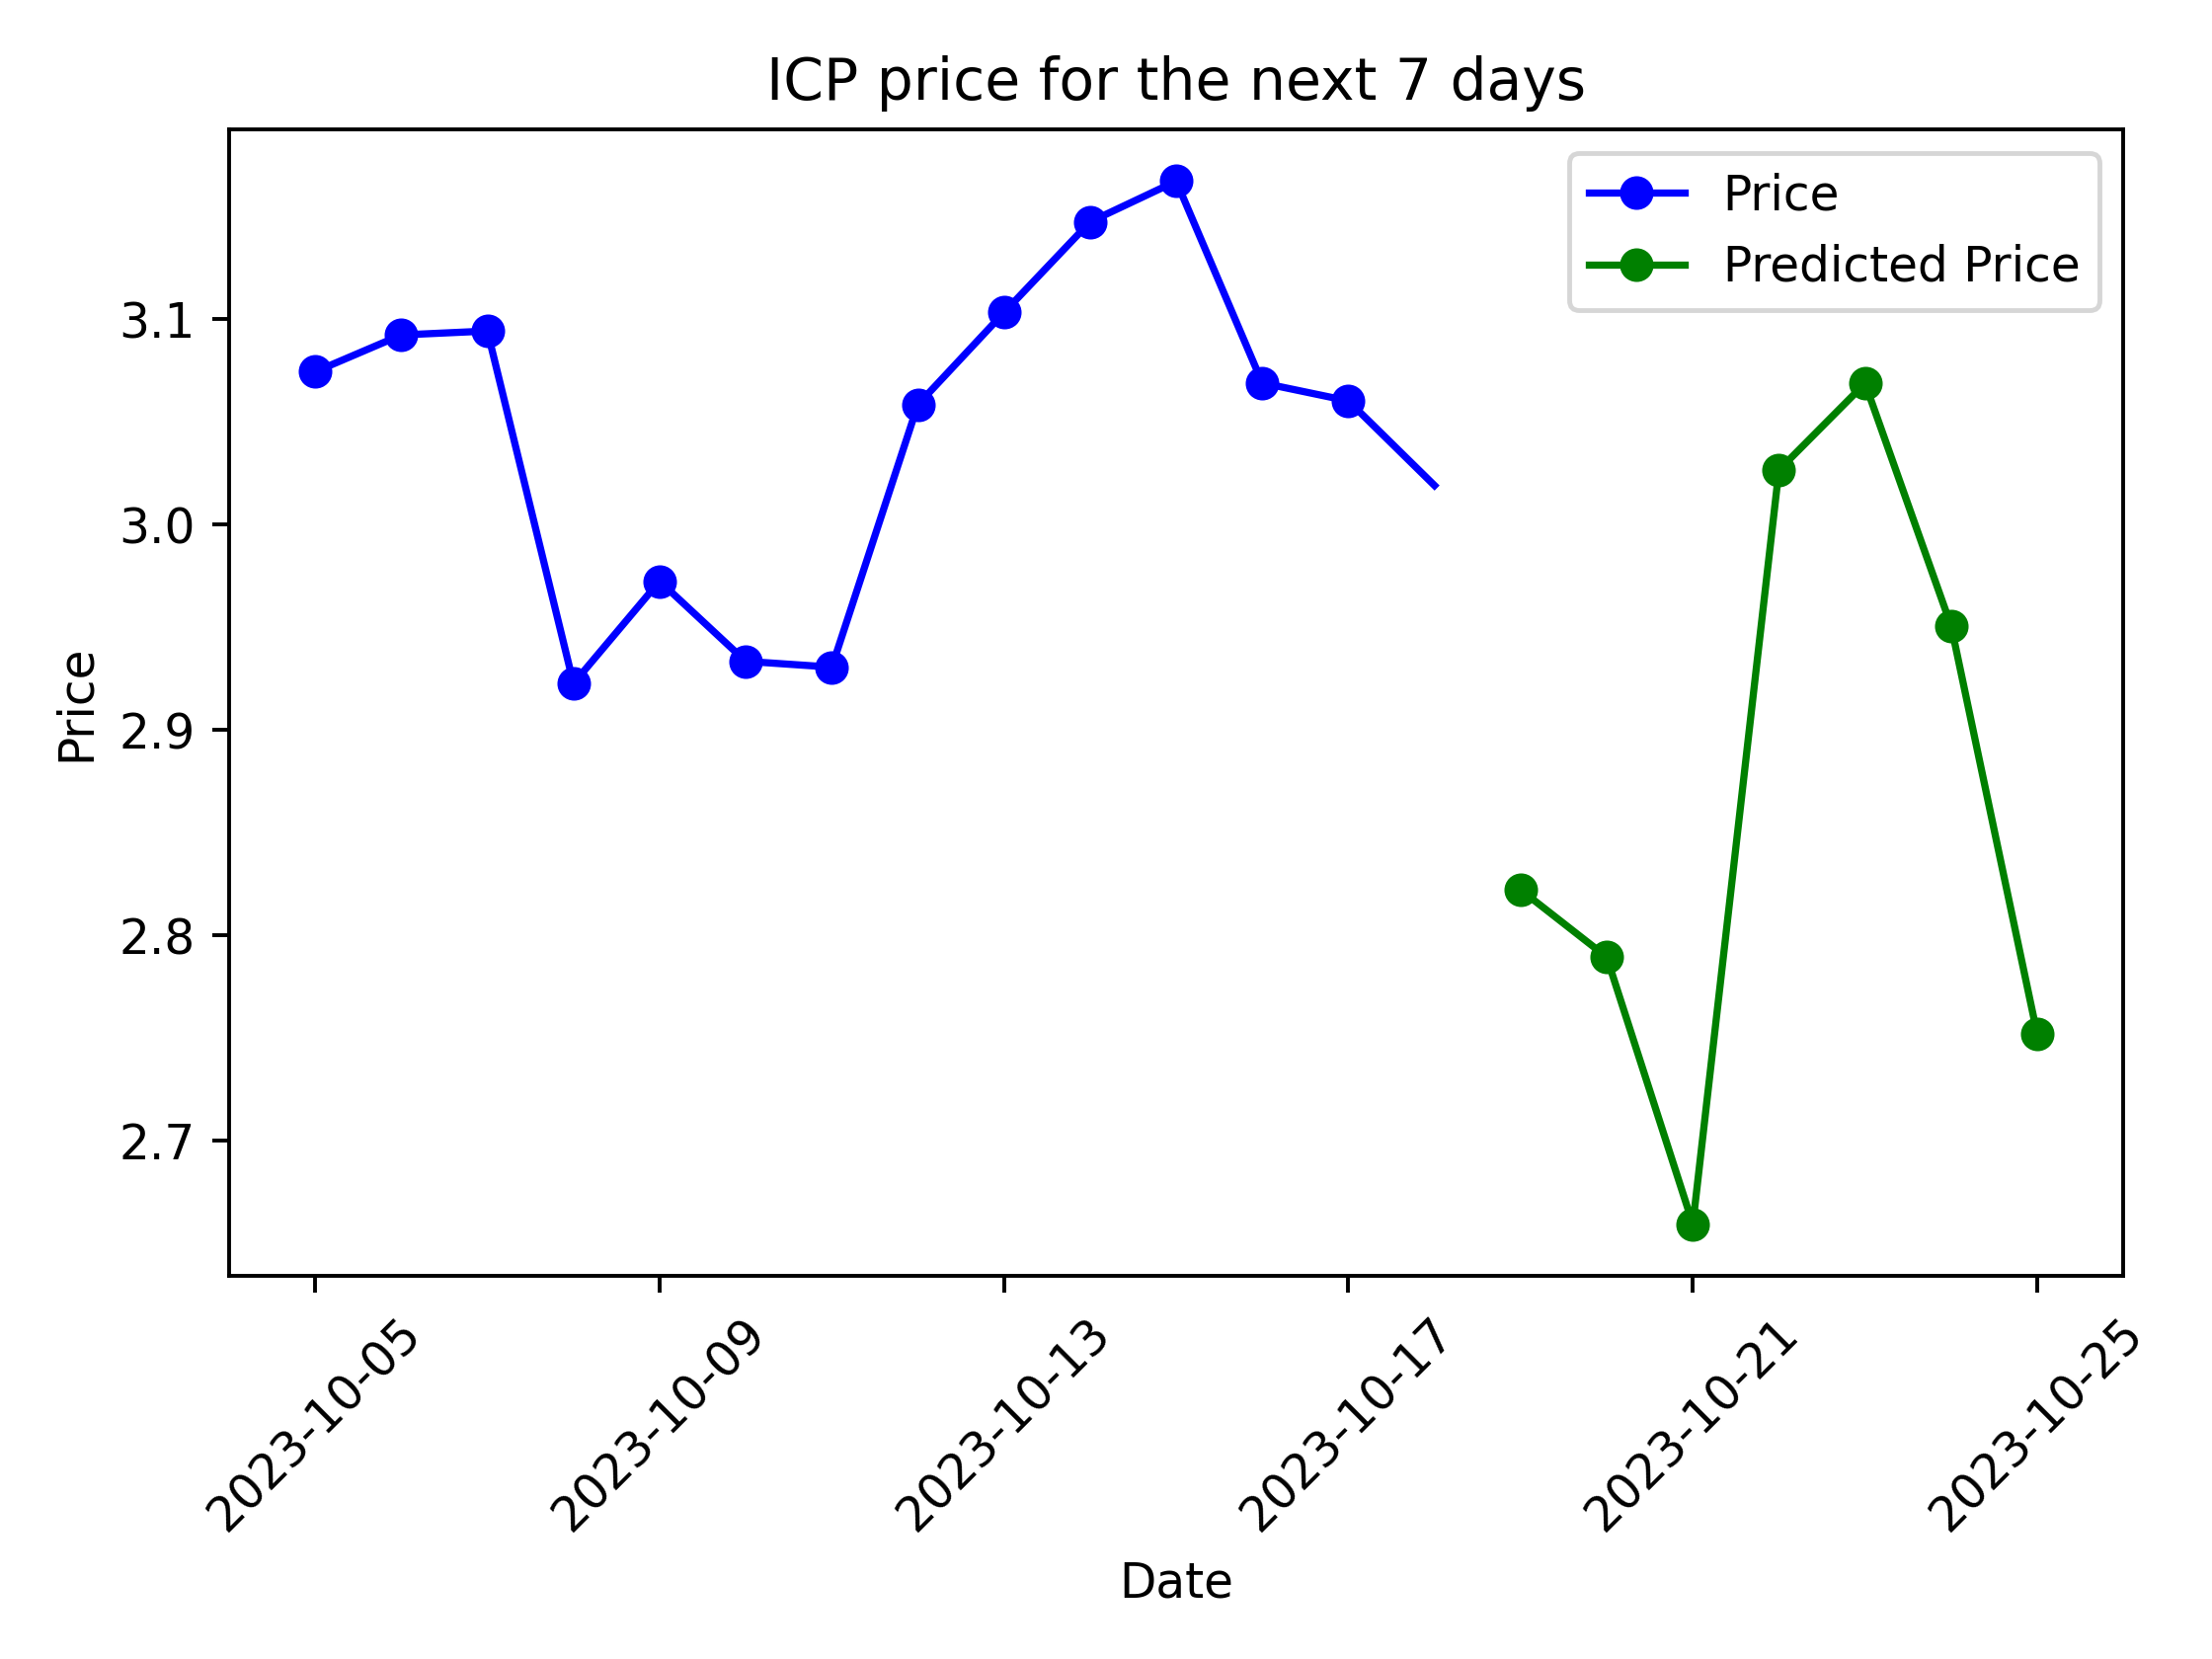 ICP price for the next 7 days
Price
Predicted Price
3.1
3.0
2.9
2.8
2.7
Price
2023-10-05
2023-10-09
2023-10-13
2023-10-17
2023-10-21
2023-10-25
Date